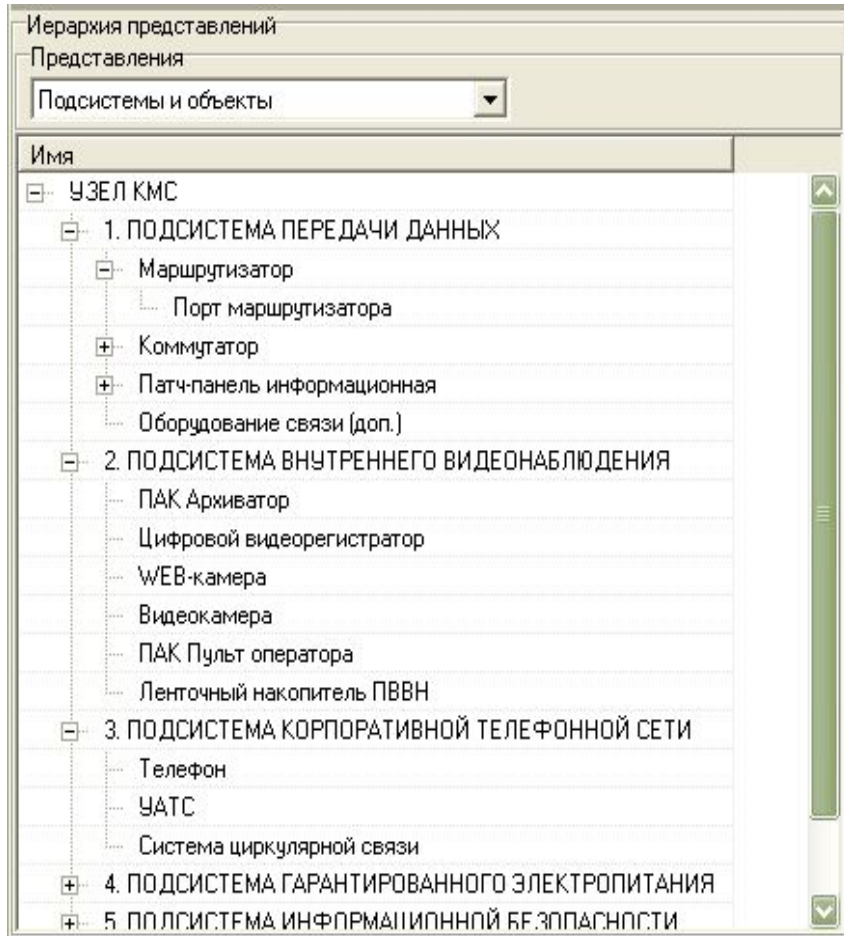 Иерархия представлений
Представления
Подсистемы и объекты
Имя
УЗЕЛ КМС
1. ПОДСИСТЕМА ПЕРЕДАЧИ ДАННЫХ
Маршрутизатор
Порт маршрутизатора
Коммутатор
Патч-панель информационная
Оборудование связи (доп.)
2. ПОДСИСТЕМА ВНУТРЕННЕГО ВИДЕОНАБЛЮДЕНИЯ
ПАК Архиватор
Цифровой видеорегистратор
WEB-камера
Видеокамера
ПАК Пульт оператора
Ленточный накопитель ПВВН
3. ПОДСИСТЕМА КОРПОРАТИВНОЙ ТЕЛЕФОННОЙ СЕТИ
Телефон
УАТС
Система циркулярной связи
4. ПОДСИСТЕМА ГАРАНТИРОВАННОГО ЭЛЕКТРОПИТАНИЯ
5. ПОДСИСТЕМА ИНФОРМАЦИОННОЙ БЕЗОПАСНОСТИ